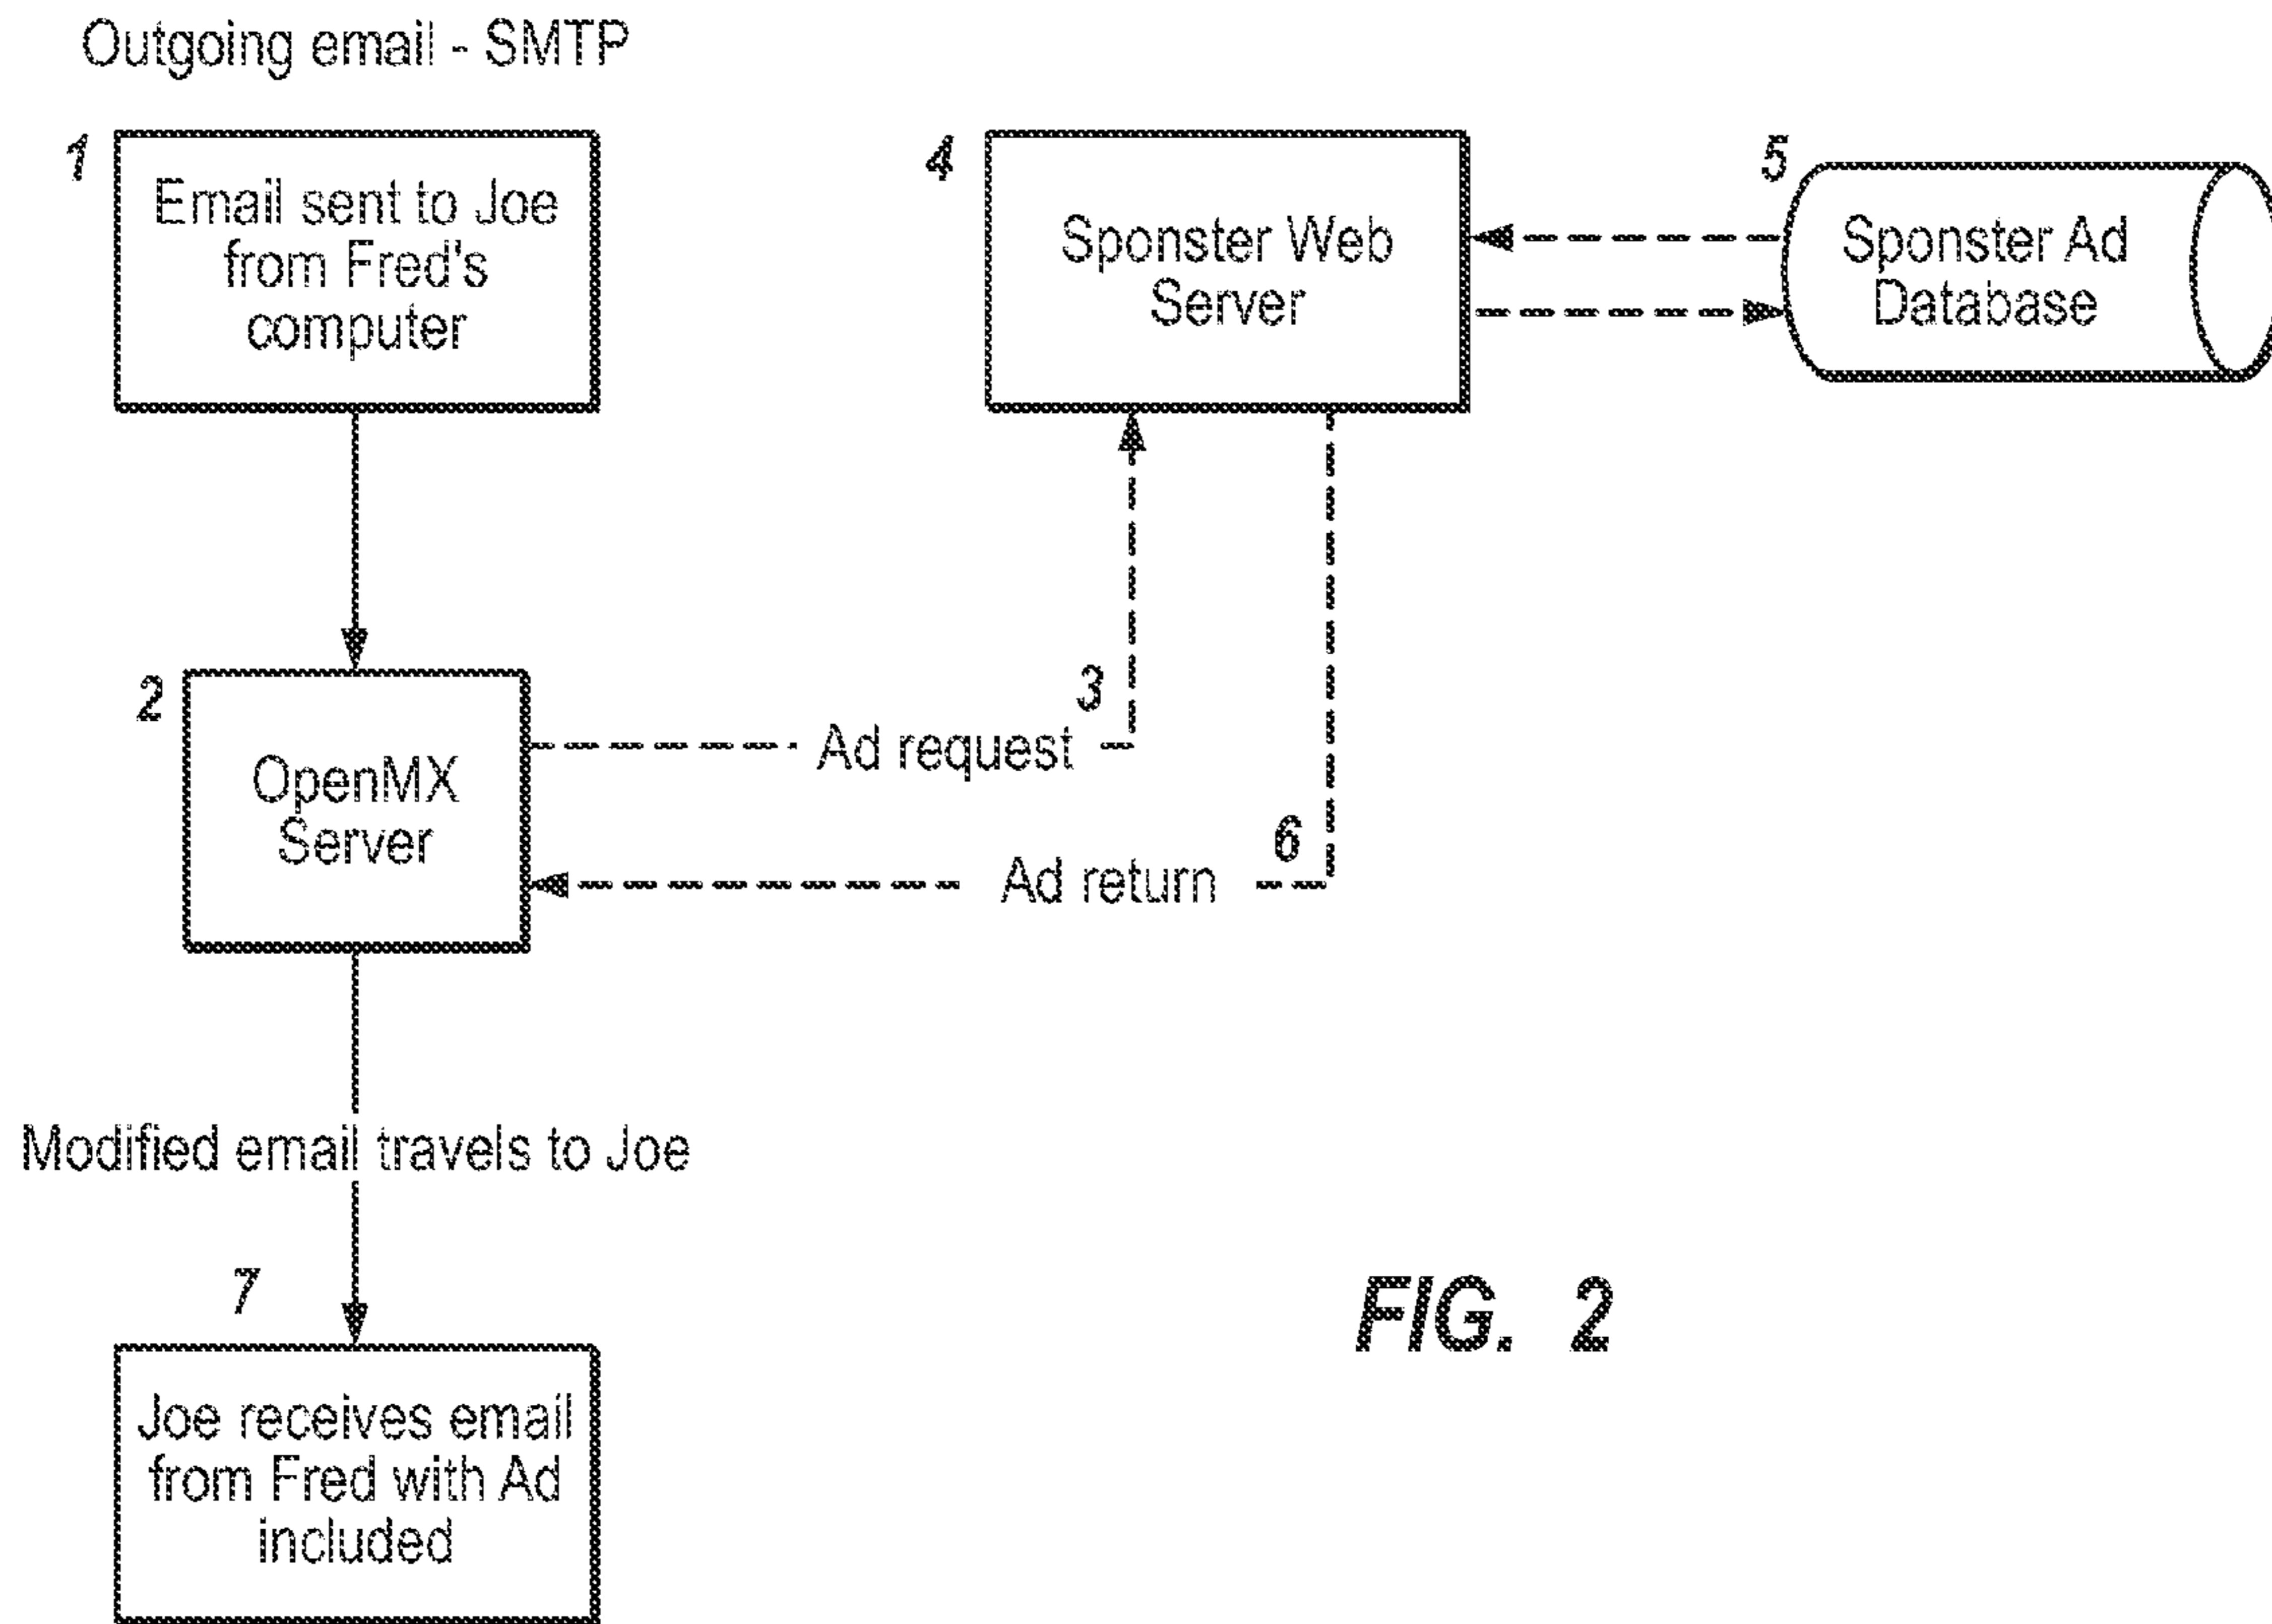 Outgoing email - SMTP
1
Email sent to Joe
from Fred's
computer
4
Sponster Web
Server
5
Sponster Ad
Database
2
OpenMX
Server
3
Ad request
6
Ad return
Modified email travels to Joe
7
Joe receives email
from Fred with Ad
included
FIG. 2